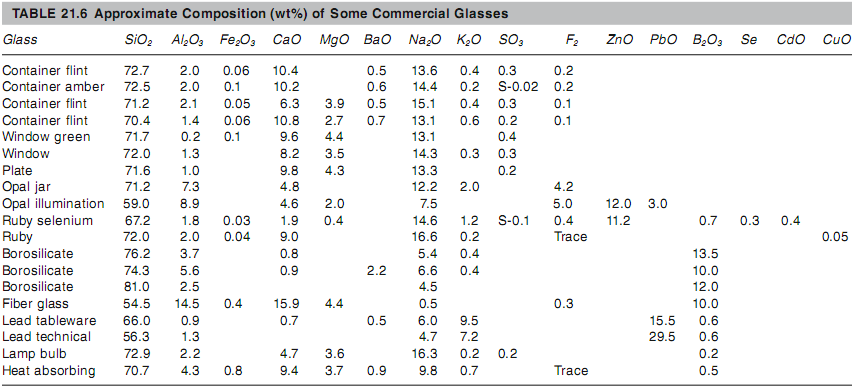 TABLE 21.6 Approximate Composition (wt%) of Some Commercial Glasses
Glass SiO₂ Al₂O₃ Fe₂O₃ CaO MgO BaO Na₂O K₂O SO₃ F₂ ZnO PbO B₂O₃ Se CdO CuO
Container flint 72.7 2.0 0.06 10.4 0.5 13.6 0.4 0.3 0.2
Container amber 72.5 2.0 0.1 10.2 0.6 14.4 0.2 S-0.02 0.2
Container flint 71.2 2.1 0.05 6.3 3.9 0.5 15.1 0.4 0.3 0.1
Container flint 70.4 1.4 0.06 10.8 2.7 0.7 13.1 0.6 0.2 0.1
Window green 71.7 0.2 0.1 9.6 4.4 13.1 0.4
Window 72.0 1.3 8.2 3.5 14.3 0.3 0.3
Plate 71.6 1.0 9.8 4.3 13.3 0.2
Opal jar 71.2 7.3 4.8 12.2 2.0 4.2
Opal illumination 59.0 8.9 4.6 2.0 7.5 5.0 12.0 3.0
Ruby selenium 67.2 1.8 0.03 1.9 0.4 14.6 1.2 S-0.1 0.4 11.2 0.7 0.3 0.4
Ruby 72.0 2.0 0.04 9.0 16.6 0.2 Trace 0.05
Borosilicate 76.2 3.7 0.8 5.4 0.4 13.5
Borosilicate 74.3 5.6 0.9 2.2 6.6 0.4 10.0
Borosilicate 81.0 2.5 4.5 12.0
Fiber glass 54.5 14.5 0.4 15.9 4.4 0.5 0.3 10.0
Lead tableware 66.0 0.9 0.7 0.5 6.0 9.5 15.5 0.6
Lead technical 56.3 1.3 4.7 7.2 29.5 0.6
Lamp bulb 72.9 2.2 4.7 3.6 16.3 0.2 0.2 0.2
Heat absorbing 70.7 4.3 0.8 9.4 3.7 0.9 9.8 0.7 Trace 0.5